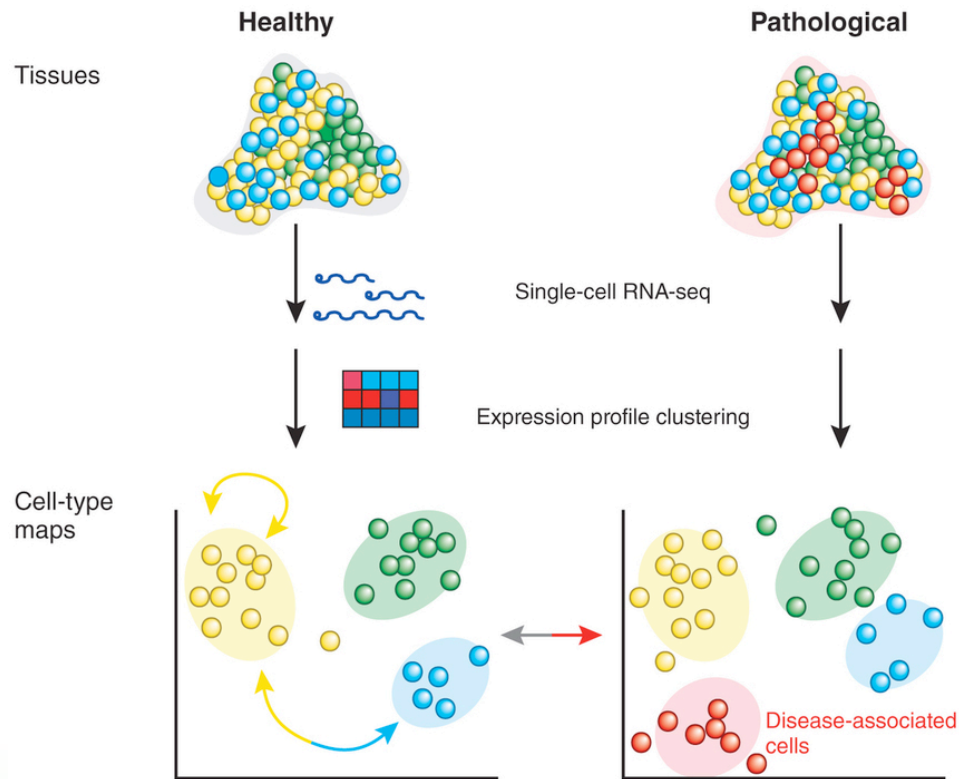 Healthy
Pathological
Tissues
Single-cell RNA-seq
Expression profile clustering
Cell-type
maps
Disease-associated
cells